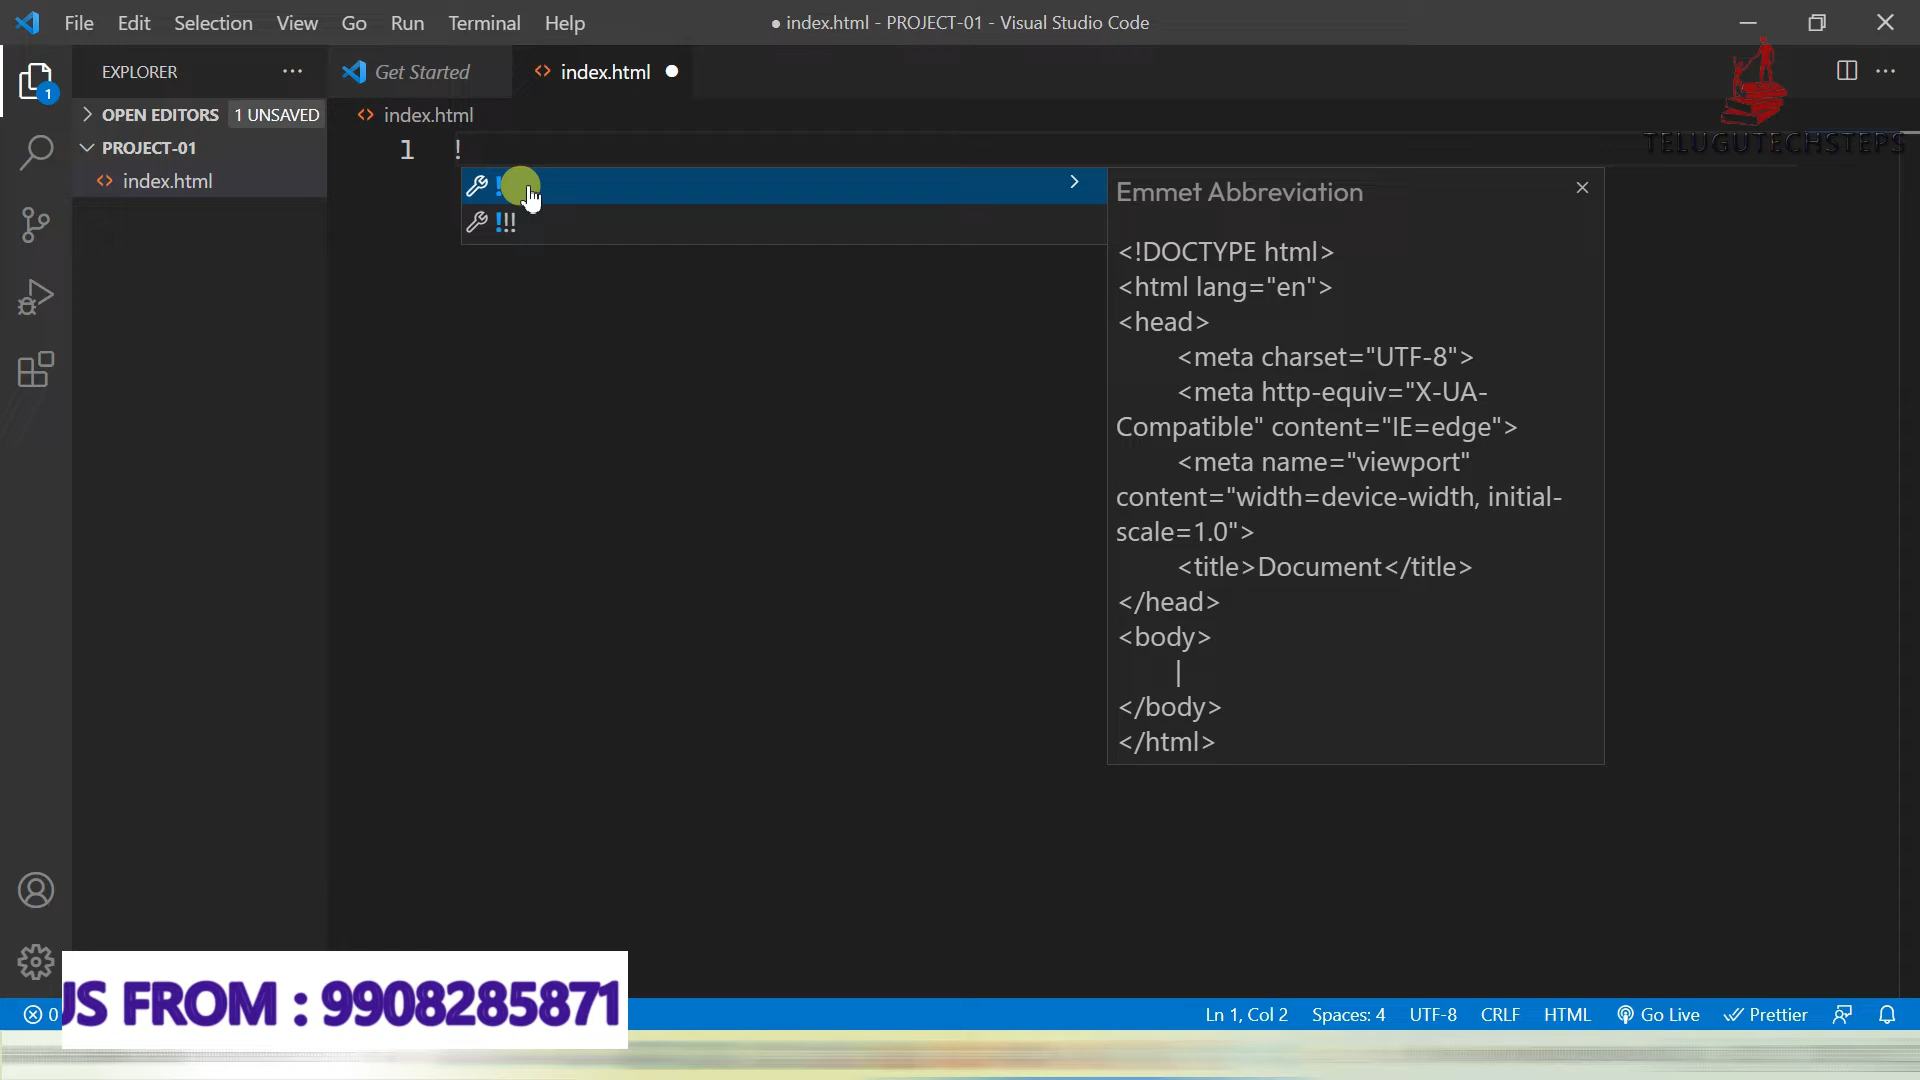 File Edit Selection View Go Run Terminal Help
● index.html - PROJECT-01 - Visual Studio Code
EXPLORER
Get Started
index.html
1
OPEN EDITORS
1 UNSAVED
PROJECT-01
index.html
index.html
1
!
!
!!!
Emmet Abbreviation
<!DOCTYPE html>
<html lang="en">
<head>
<meta charset="UTF-8">
<meta http-equiv="X-UA-
Compatible" content="IE=edge">
<meta name="viewport"
content="width=device-width, initial-
scale=1.0">
<title>Document</title>
</head>
<body>
|
</body>
</html>
TELUGUTECHSTEPS
US FROM : 9908285871
0
Ln 1, Col 2 Spaces: 4 UTF-8 CRLF HTML Go Live Prettier